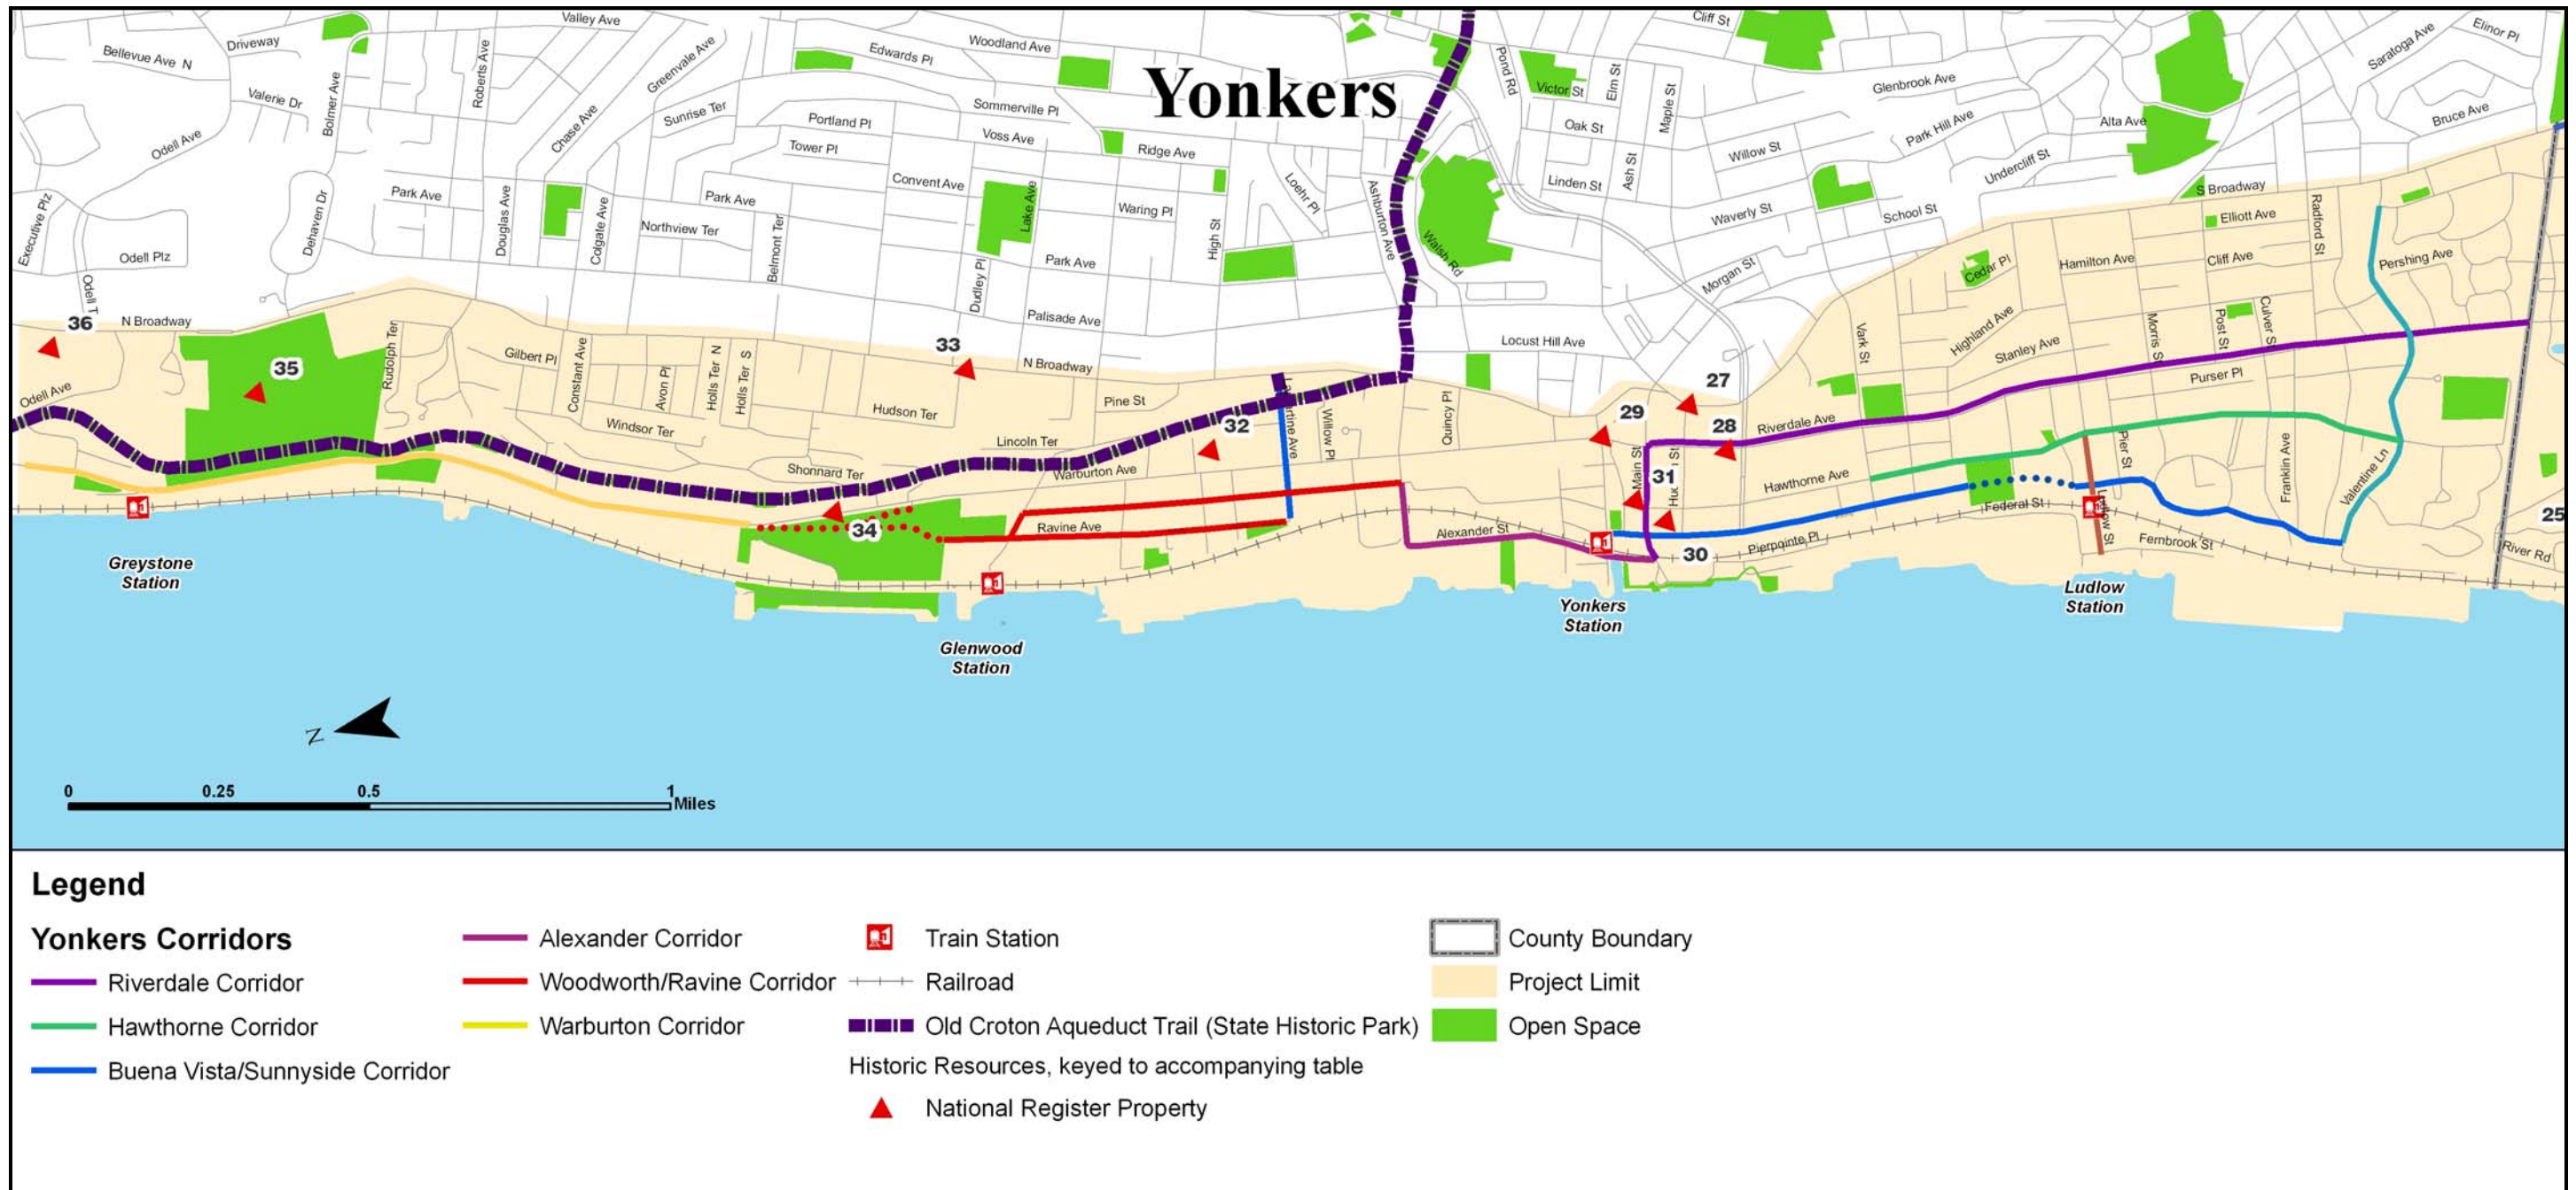 Yonkers
Valley Ave
Driveway
Bellevue Ave N
Woodland Ave
Edwards Pl
Greenvale Ave
Roberts Ave
Bolmer Ave
Valerie Dr
Odell Ave
Chase Ave
Sunrise Ter
Portland Pl
Sommerville Pl
Tower Pl
Voss Ave
Ridge Ave
Convent Ave
Lake Ave
Waring Pl
Loehr Pl
High St
Ashburton Ave
Walsh Rd
Park Ave
Park Ave
Park Ave
Northview Ter
Colgate Ave
Douglas Ave
Belmont Ter
Dudley Pl
Dehaven Dr
Executive Plz
Odell Plz
Odell T
Palisade Ave
Cliff St
Pond Rd
Victor St
Elm St
Maple St
Oak St
Ash St
Linden St
Willow St
Waverly St
Morgan St
School St
Glenbrook Ave
Park Hill Ave
Undercliff St
Alta Ave
Saratoga Ave
Elinor Pl
Bruce Ave
S Broadway
Elliott Ave
Radford St
Pershing Ave
Cliff Ave
Hamilton Ave
Cedar Pl
Highland Ave
Stanley Ave
Vark St
Morris St
Post St
Culver S
Purser Pl
Locust Hill Ave
N Broadway
N Broadway
36
35
33
32
34
27
29
28
31
30
25
Odell Ave
Rudolph Ter
Gilbert Pl
Constant Ave
Avon Pl
Holls Ter N
Holls Ter S
Windsor Ter
Hudson Ter
Pine St
Lincoln Ter
Shonnard Ter
Warburton Ave
Willow Pl
Quincy Pl
Ravine Ave
Alexander St
Main St
Riverdale Ave
Hawthorne Ave
Pierpointe Pl
Federal St
Pier St
Ludlow St
Fernbrook St
Franklin Ave
Valentine Ln
River Rd
Greystone
Station
Glenwood
Station
Yonkers
Station
Ludlow
Station
N
0 0.25 0.5 1
Miles
Legend
Yonkers Corridors
Riverdale Corridor
Hawthorne Corridor
Buena Vista/Sunnyside Corridor
Alexander Corridor
Woodworth/Ravine Corridor
Warburton Corridor
Train Station
Railroad
Old Croton Aqueduct Trail (State Historic Park)
Historic Resources, keyed to accompanying table
National Register Property
County Boundary
Project Limit
Open Space